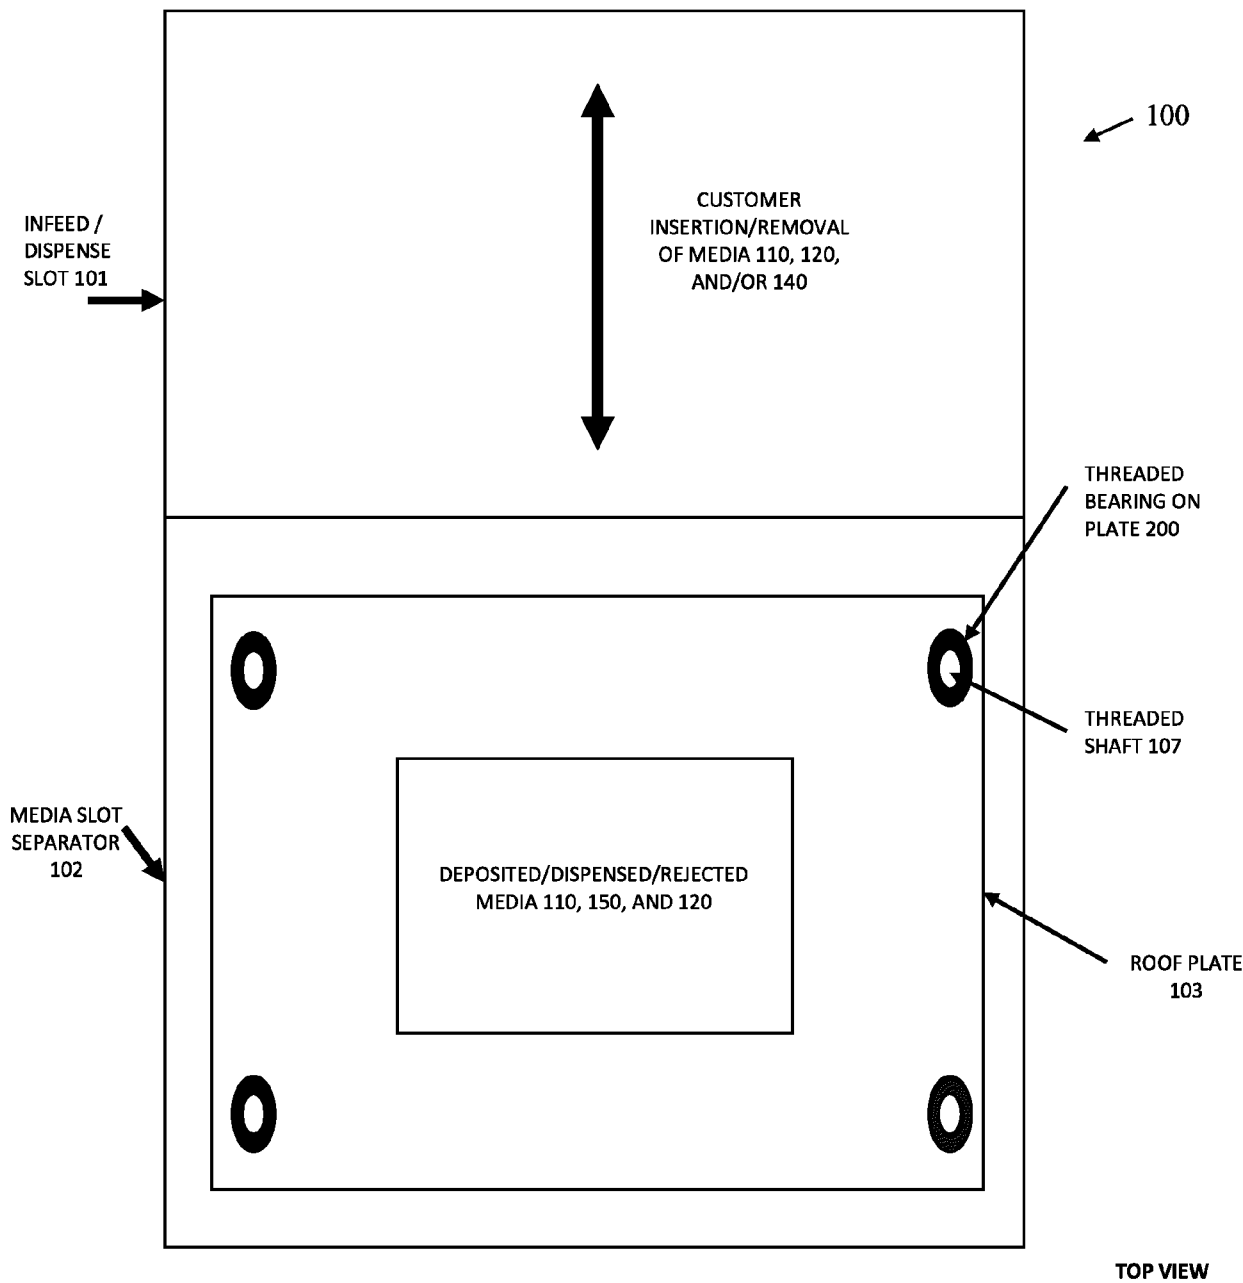 100
CUSTOMER
INSERTION/REMOVAL
OF MEDIA 110, 120,
AND/OR 140
INFEED /
DISPENSE
SLOT 101
THREADED
BEARING ON
PLATE 200
THREADED
SHAFT 107
MEDIA SLOT
SEPARATOR
102
DEPOSITED/DISPENSED/REJECTED
MEDIA 110, 150, AND 120
ROOF PLATE
103
TOP VIEW